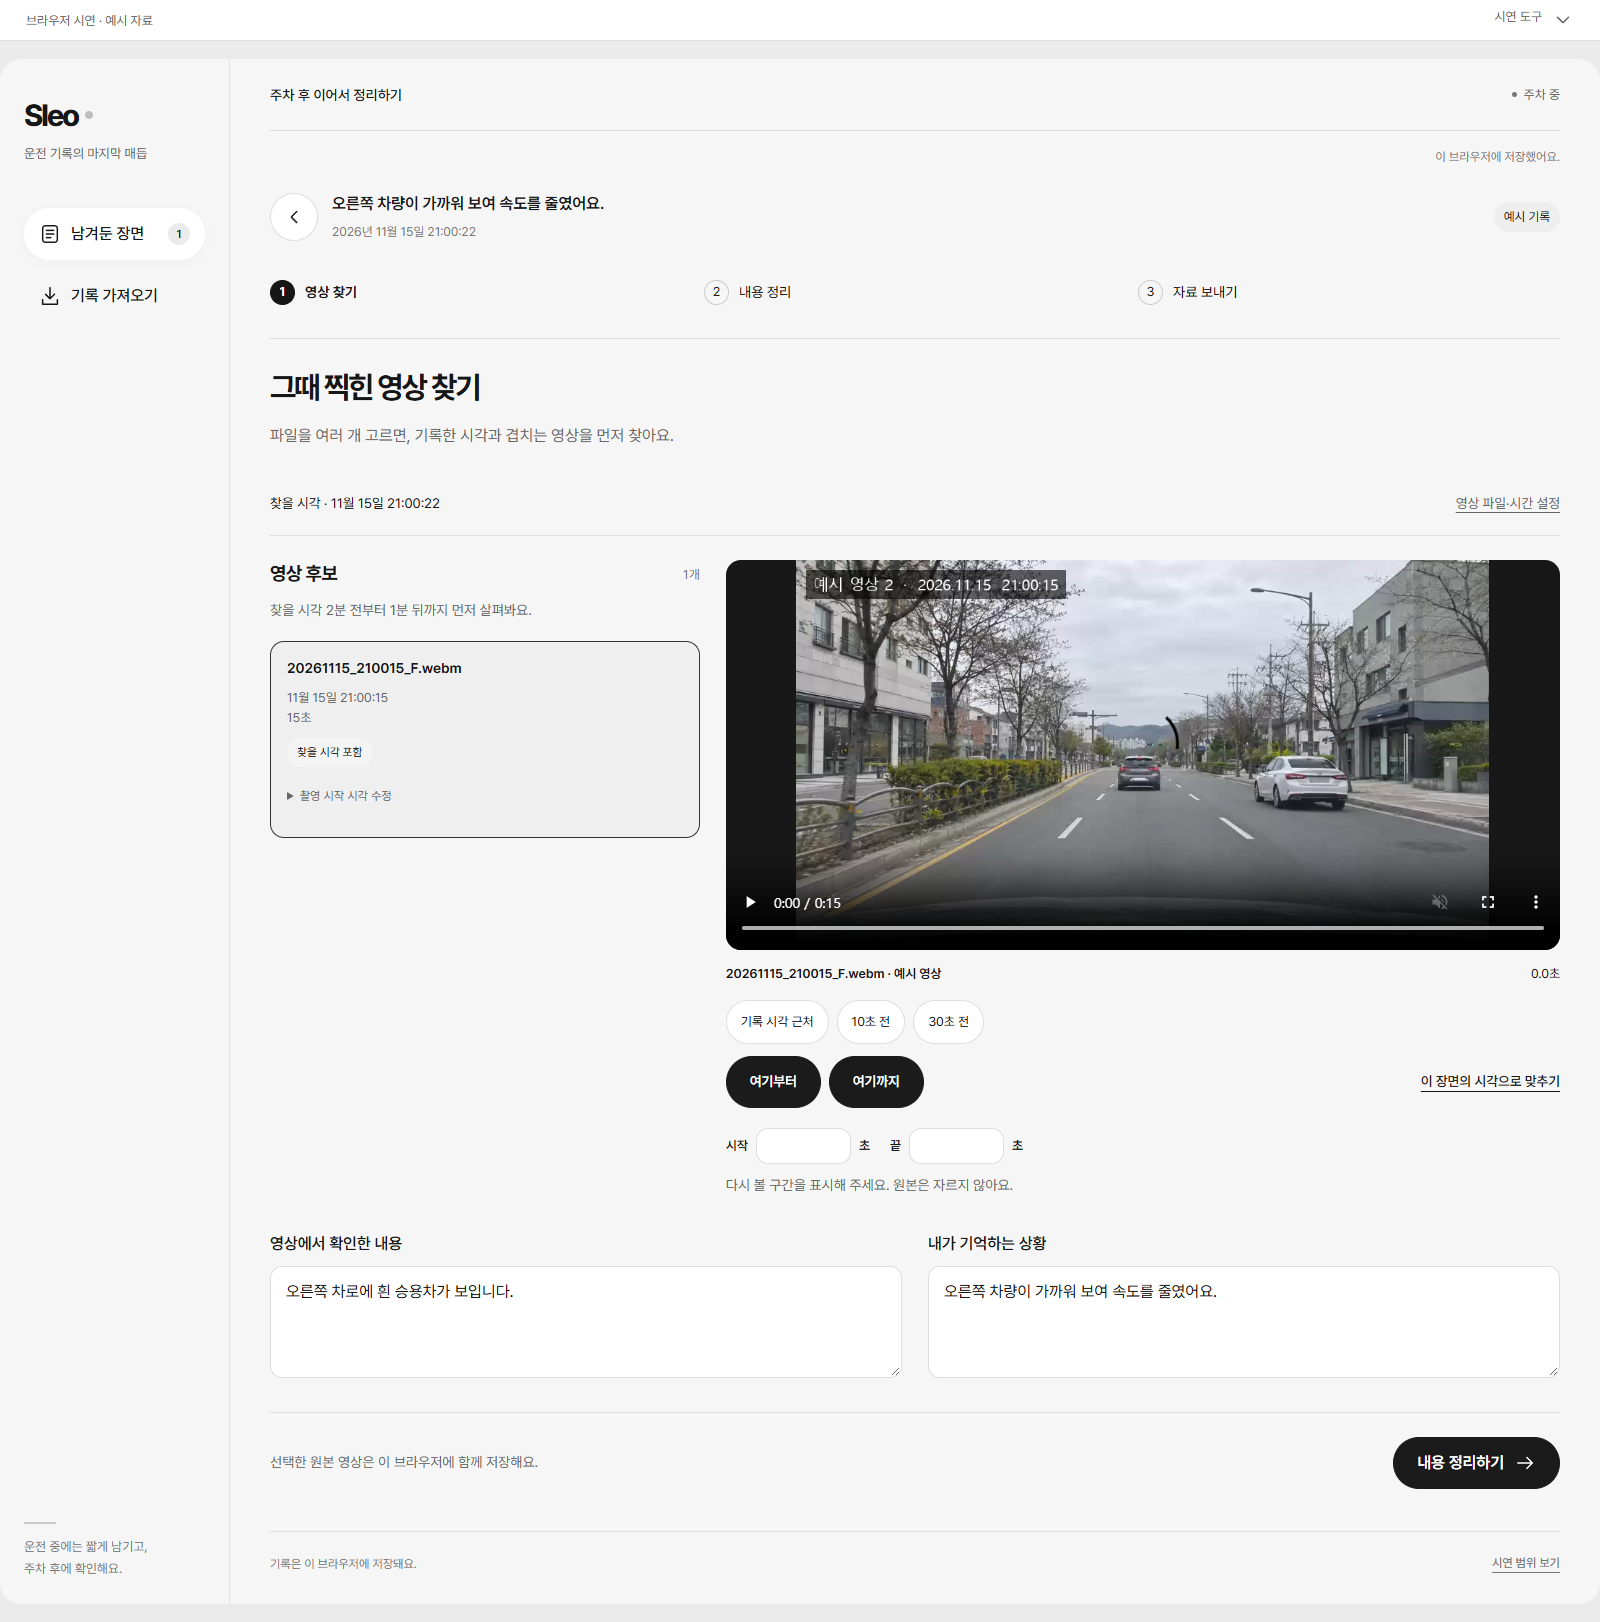 브라우저 시연 · 예시 자료
시연 도구
Sleo
운전 기록의 마지막 매듭
남겨둔 장면 1
기록 가져오기
운전 중에는 짧게 남기고,
주차 후에 확인해요.
주차 후 이어서 정리하기
주차 중
이 브라우저에 저장했어요.
오른쪽 차량이 가까워 보여 속도를 줄였어요.
2026년 11월 15일 21:00:22
예시 기록
1 영상 찾기
2 내용 정리
3 자료 보내기
그때 찍힌 영상 찾기
파일을 여러 개 고르면, 기록한 시각과 겹치는 영상을 먼저 찾아요.
찾을 시각 · 11월 15일 21:00:22
영상 파일·시간 설정
영상 후보
1개
찾을 시각 2분 전부터 1분 뒤까지 먼저 살펴봐요.
20261115_210015_F.webm
11월 15일 21:00:15
15초
찾을 시각 포함
촬영 시작 시각 수정
예시 영상 2 · 2026.11.15 21:00:15
0:00 / 0:15
20261115_210015_F.webm · 예시 영상
0.0초
기록 시각 근처
10초 전
30초 전
여기부터
여기까지
이 장면의 시각으로 맞추기
시작 초 끝 초
다시 볼 구간을 표시해 주세요. 원본은 자르지 않아요.
영상에서 확인한 내용
오른쪽 차로에 흰 승용차가 보입니다.
내가 기억하는 상황
오른쪽 차량이 가까워 보여 속도를 줄였어요.
선택한 원본 영상은 이 브라우저에 함께 저장해요.
내용 정리하기
기록은 이 브라우저에 저장돼요.
시연 범위 보기